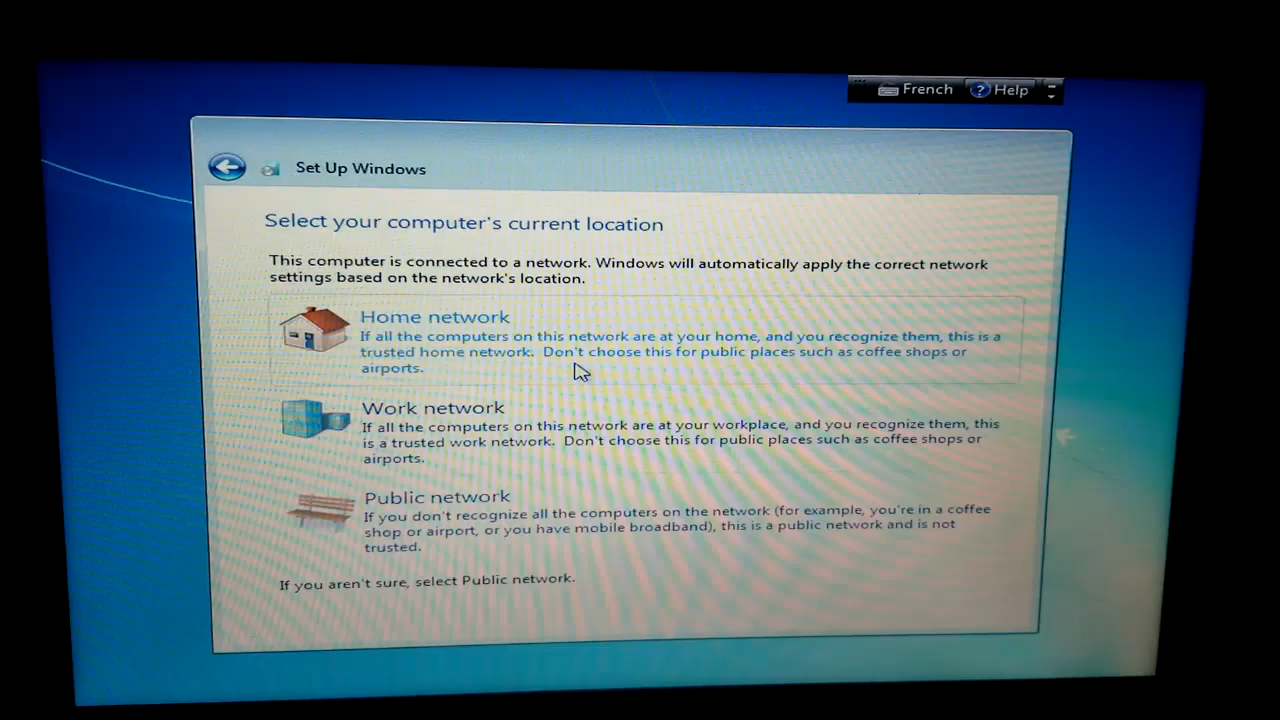 French Help
Set Up Windows
Select your computer's current location
This computer is connected to a network. Windows will automatically apply the correct network
settings based on the network's location.
Home network
If all the computers on this network are at your home, and you recognize them, this is a
trusted home network. Don't choose this for public places such as coffee shops or
airports.
Work network
If all the computers on this network are at your workplace, and you recognize them, this
is a trusted work network. Don't choose this for public places such as coffee shops or
airports.
Public network
If you don't recognize all the computers on the network (for example, you're in a coffee
shop or airport, or you have mobile broadband), this is a public network and is not
trusted.
If you aren't sure, select Public network.